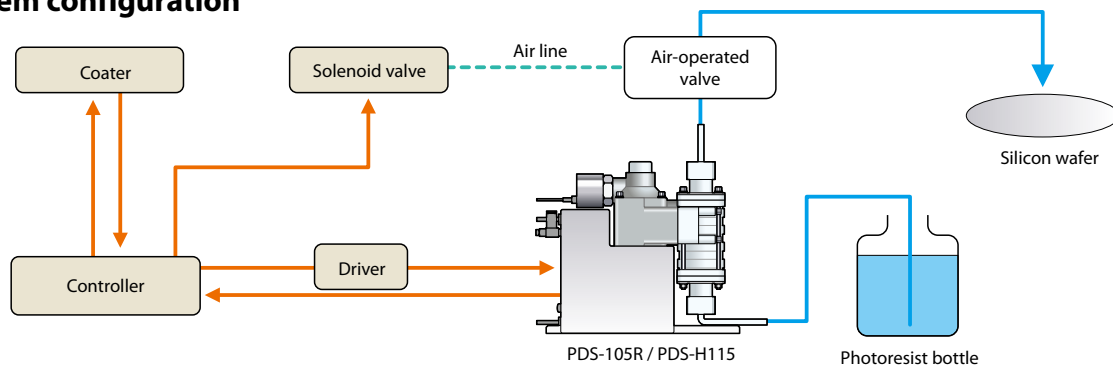 em configuration
Coater
Solenoid valve
Air line
Air-operated
valve
Silicon wafer
Controller
Driver
PDS-105R / PDS-H115
Photoresist bottle